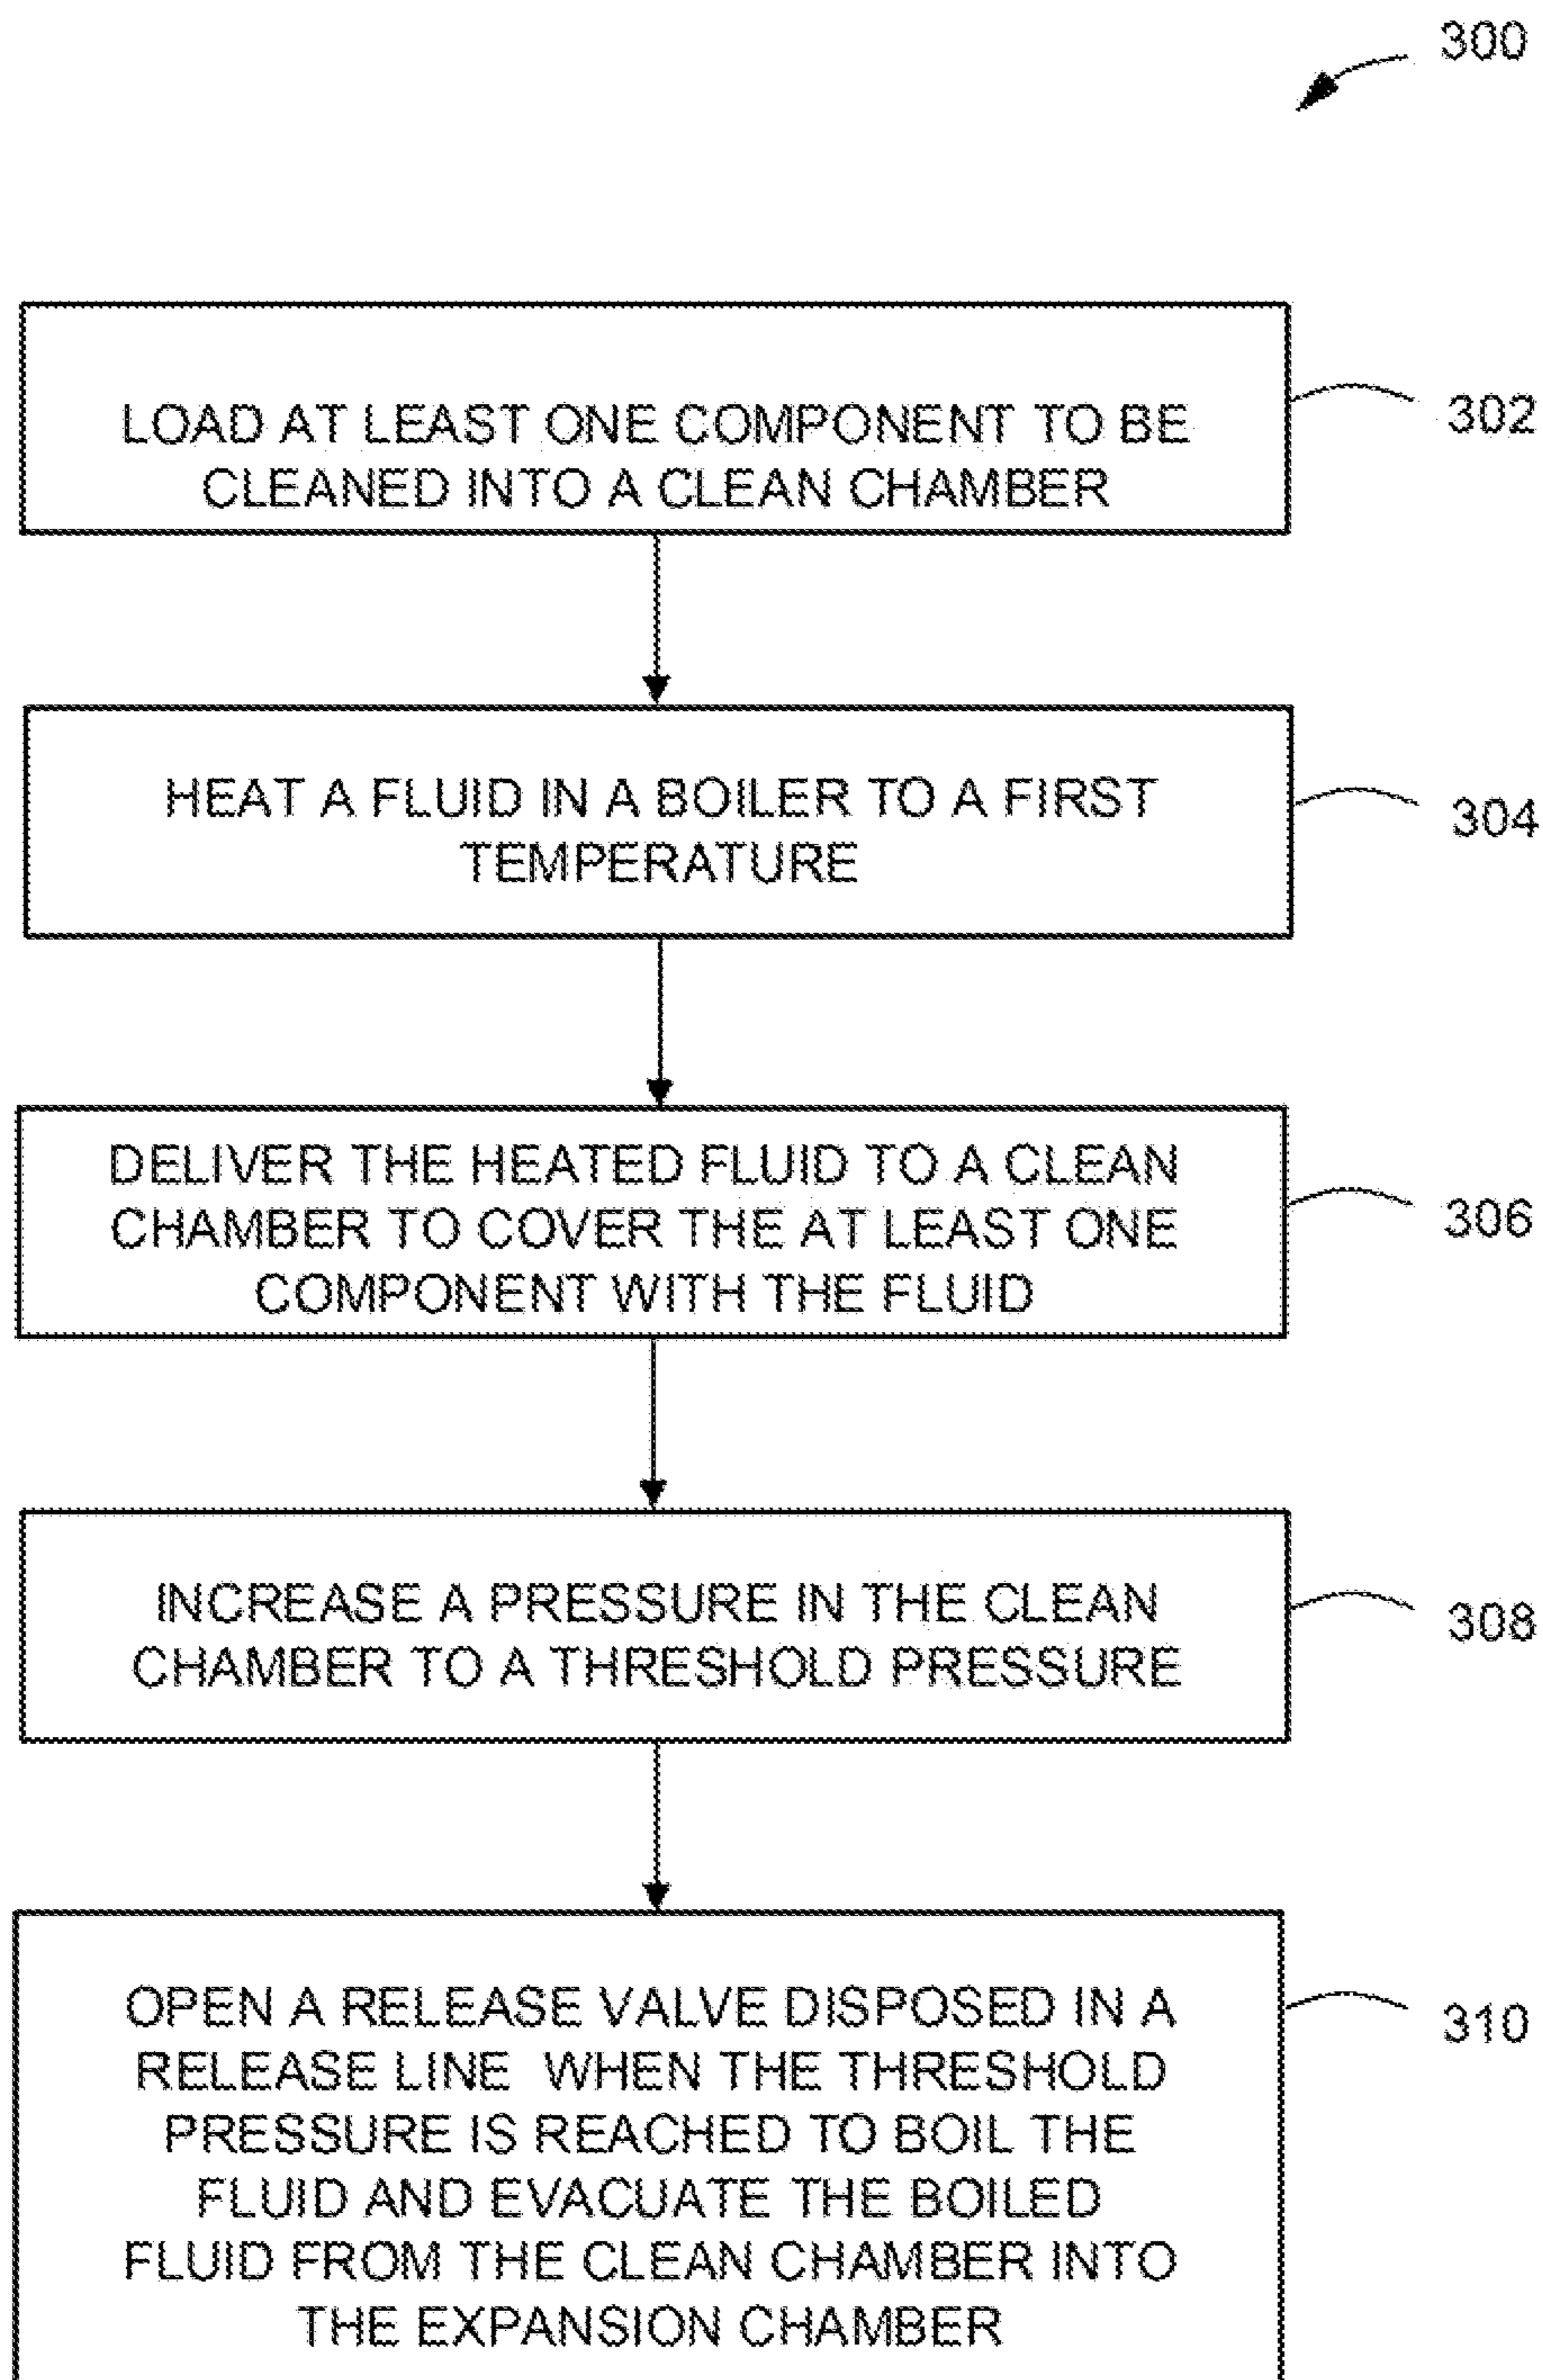 300
LOAD AT LEAST ONE COMPONENT TO BE
CLEANED INTO A CLEAN CHAMBER
302
HEAT A FLUID IN A BOILER TO A FIRST
TEMPERATURE
304
DELIVER THE HEATED FLUID TO A CLEAN
CHAMBER TO COVER THE AT LEAST ONE
COMPONENT WITH THE FLUID
306
INCREASE A PRESSURE IN THE CLEAN
CHAMBER TO A THRESHOLD PRESSURE
308
OPEN A RELEASE VALVE DISPOSED IN A
RELEASE LINE WHEN THE THRESHOLD
PRESSURE IS REACHED TO BOIL THE
FLUID AND EVACUATE THE BOILED
FLUID FROM THE CLEAN CHAMBER INTO
THE EXPANSION CHAMBER
310